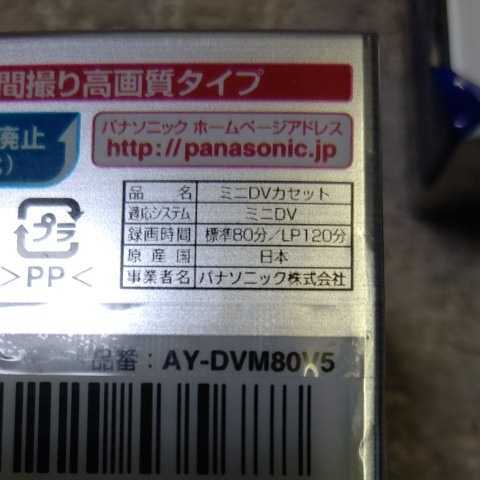 間撮り高画質タイプ
廃止
パナソニック ホームページアドレス
http://panasonic.jp
品名 ミニDVカセット
適応システム ミニDV
録画時間 標準80分/LP120分
原産国 日本
事業者名 パナソニック株式会社
プラ
>PP<
品番：AY-DVM80V5